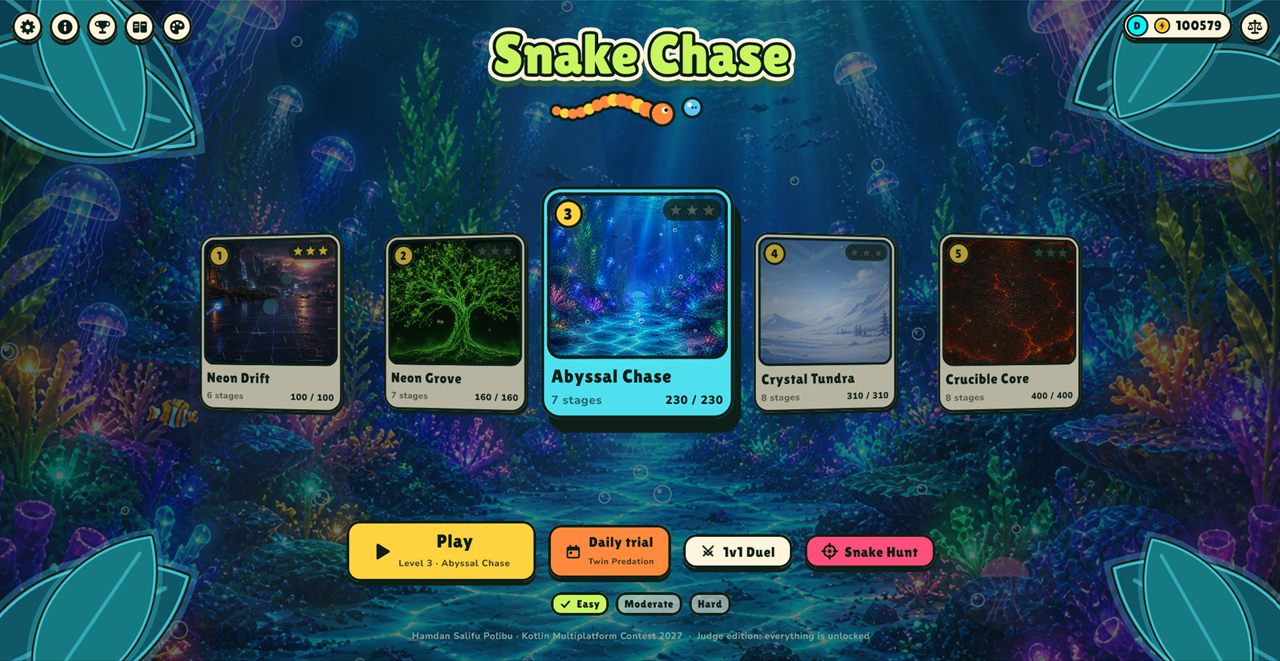 Snake Chase
D 100579
1
Neon Drift
6 stages 100 / 100
2
Neon Grove
7 stages 160 / 160
3
Abyssal Chase
7 stages 230 / 230
4
Crystal Tundra
8 stages 310 / 310
5
Crucible Core
8 stages 400 / 400
Play
Level 3 · Abyssal Chase
Daily trial
Twin Predation
1v1 Duel
Snake Hunt
Easy
Moderate
Hard
Hamdan Salifu Polibu · Kotlin Multiplatform Contest 2027 · Judge edition: everything is unlocked